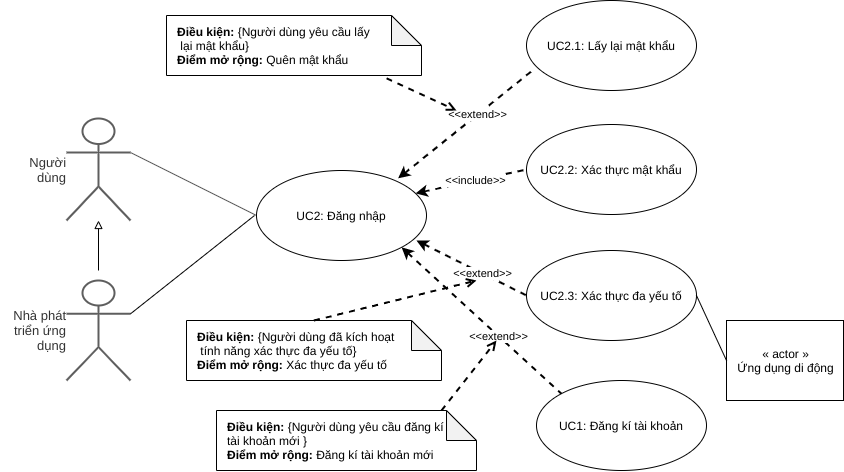 Điều kiện: {Người dùng yêu cầu lấy
lại mật khẩu}
Điểm mở rộng: Quên mật khẩu
UC2.1: Lấy lại mật khẩu
<<extend>>
Người
dùng
<<include>>
UC2.2: Xác thực mật khẩu
UC2: Đăng nhập
<<extend>>
UC2.3: Xác thực đa yếu tố
Nhà phát
triển ứng
dụng
Điều kiện: {Người dùng đã kích hoạt
tính năng xác thực đa yếu tố}
Điểm mở rộng: Xác thực đa yếu tố
<<extend>>
« actor »
Ứng dụng di động
Điều kiện: {Người dùng yêu cầu đăng kí
tài khoản mới }
Điểm mở rộng: Đăng kí tài khoản mới
UC1: Đăng kí tài khoản